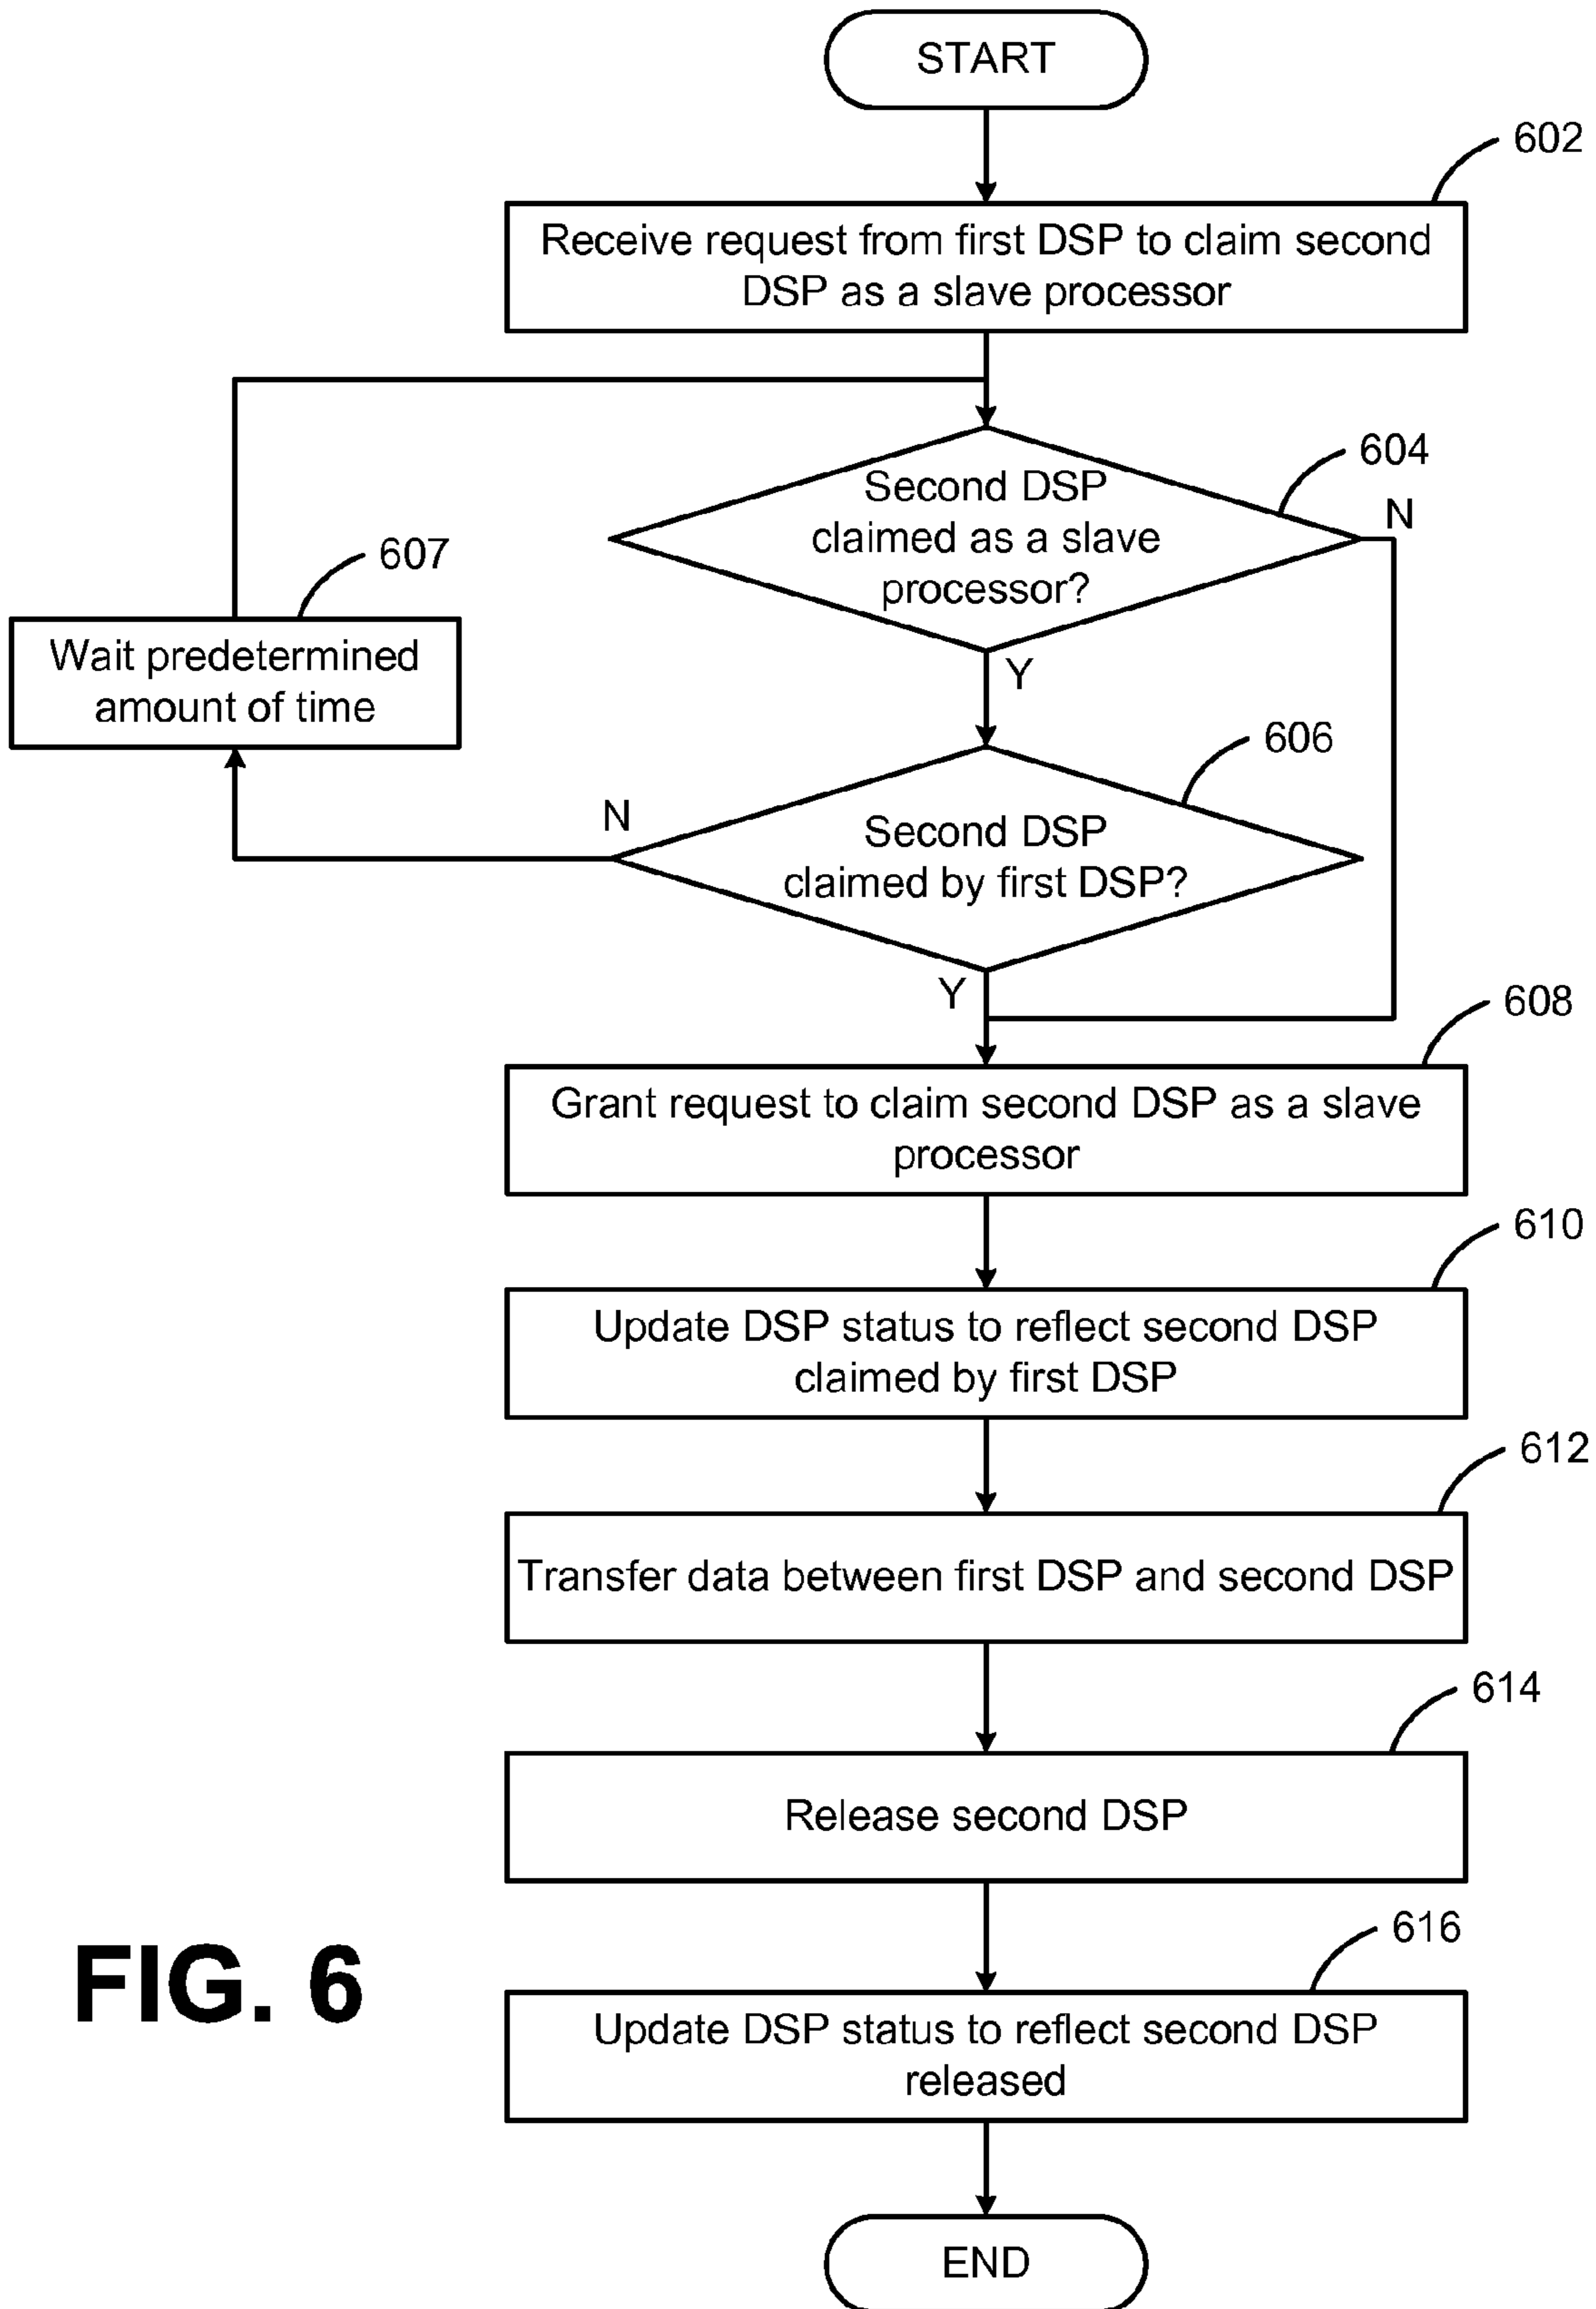 START
602
Receive request from first DSP to claim second
DSP as a slave processor
604
Second DSP
claimed as a slave
processor?
N
607
Wait predetermined
amount of time
Y
606
N
Second DSP
claimed by first DSP?
Y
608
Grant request to claim second DSP as a slave
processor
610
Update DSP status to reflect second DSP
claimed by first DSP
612
Transfer data between first DSP and second DSP
614
Release second DSP
616
Update DSP status to reflect second DSP
released
FIG. 6
END